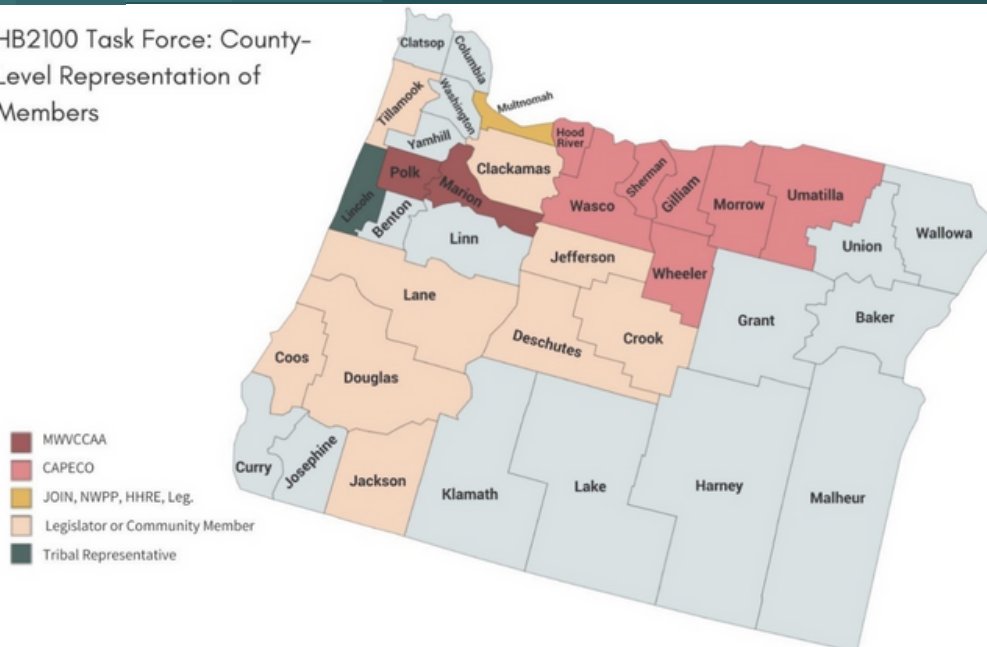 HB2100 Task Force: County-
Level Representation of
Members
Clatsop
Columbia
Tillamook
Washington
Multnomah
Yamhill
Hood
River
Clackamas
Polk
Marion
Wasco
Sherman
Gilliam
Morrow
Umatilla
Union
Wallowa
Lincoln
Benton
Linn
Jefferson
Wheeler
Lane
Grant
Baker
Deschutes
Crook
Coos
Douglas
MWVCCAA
CAPECO
JOIN, NWPP, HHRE, Leg.
Legislator or Community Member
Tribal Representative
Curry
Josephine
Jackson
Klamath
Lake
Harney
Malheur